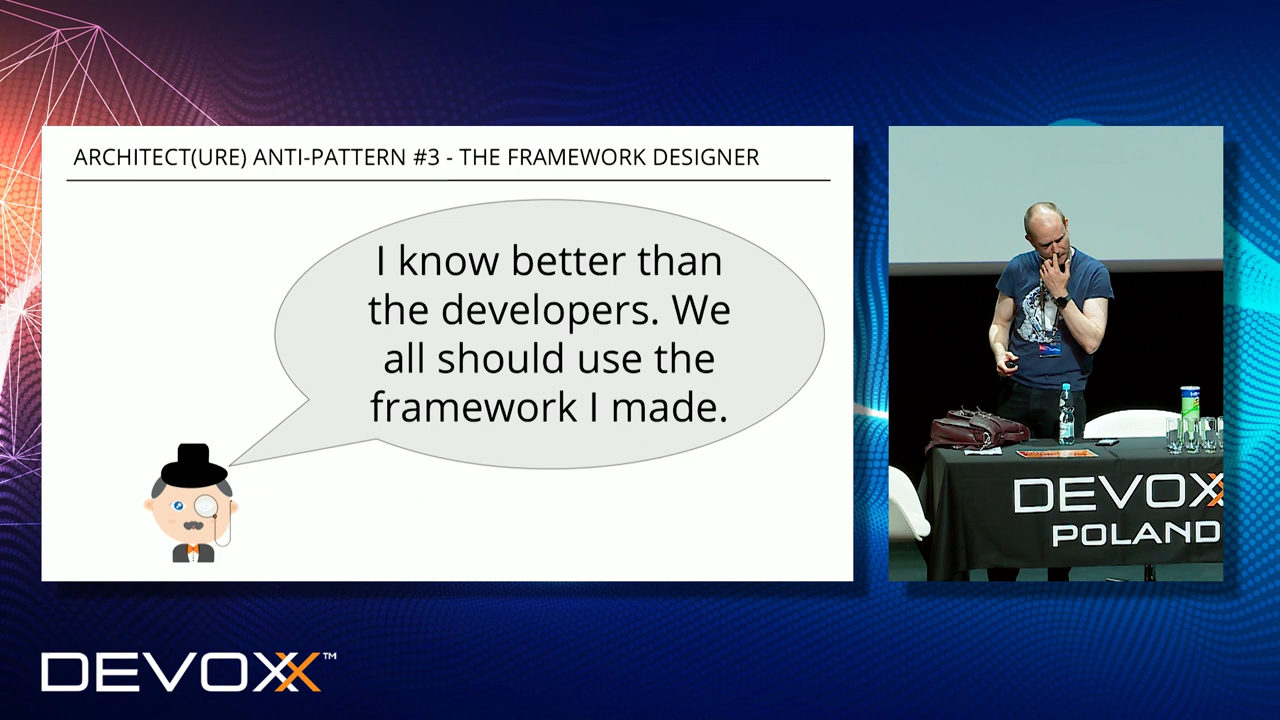 ARCHITECT(URE) ANTI-PATTERN #3 - THE FRAMEWORK DESIGNER
I know better than
the developers. We
all should use the
framework I made.
DEVOXX
POLAND
DEVOXX™